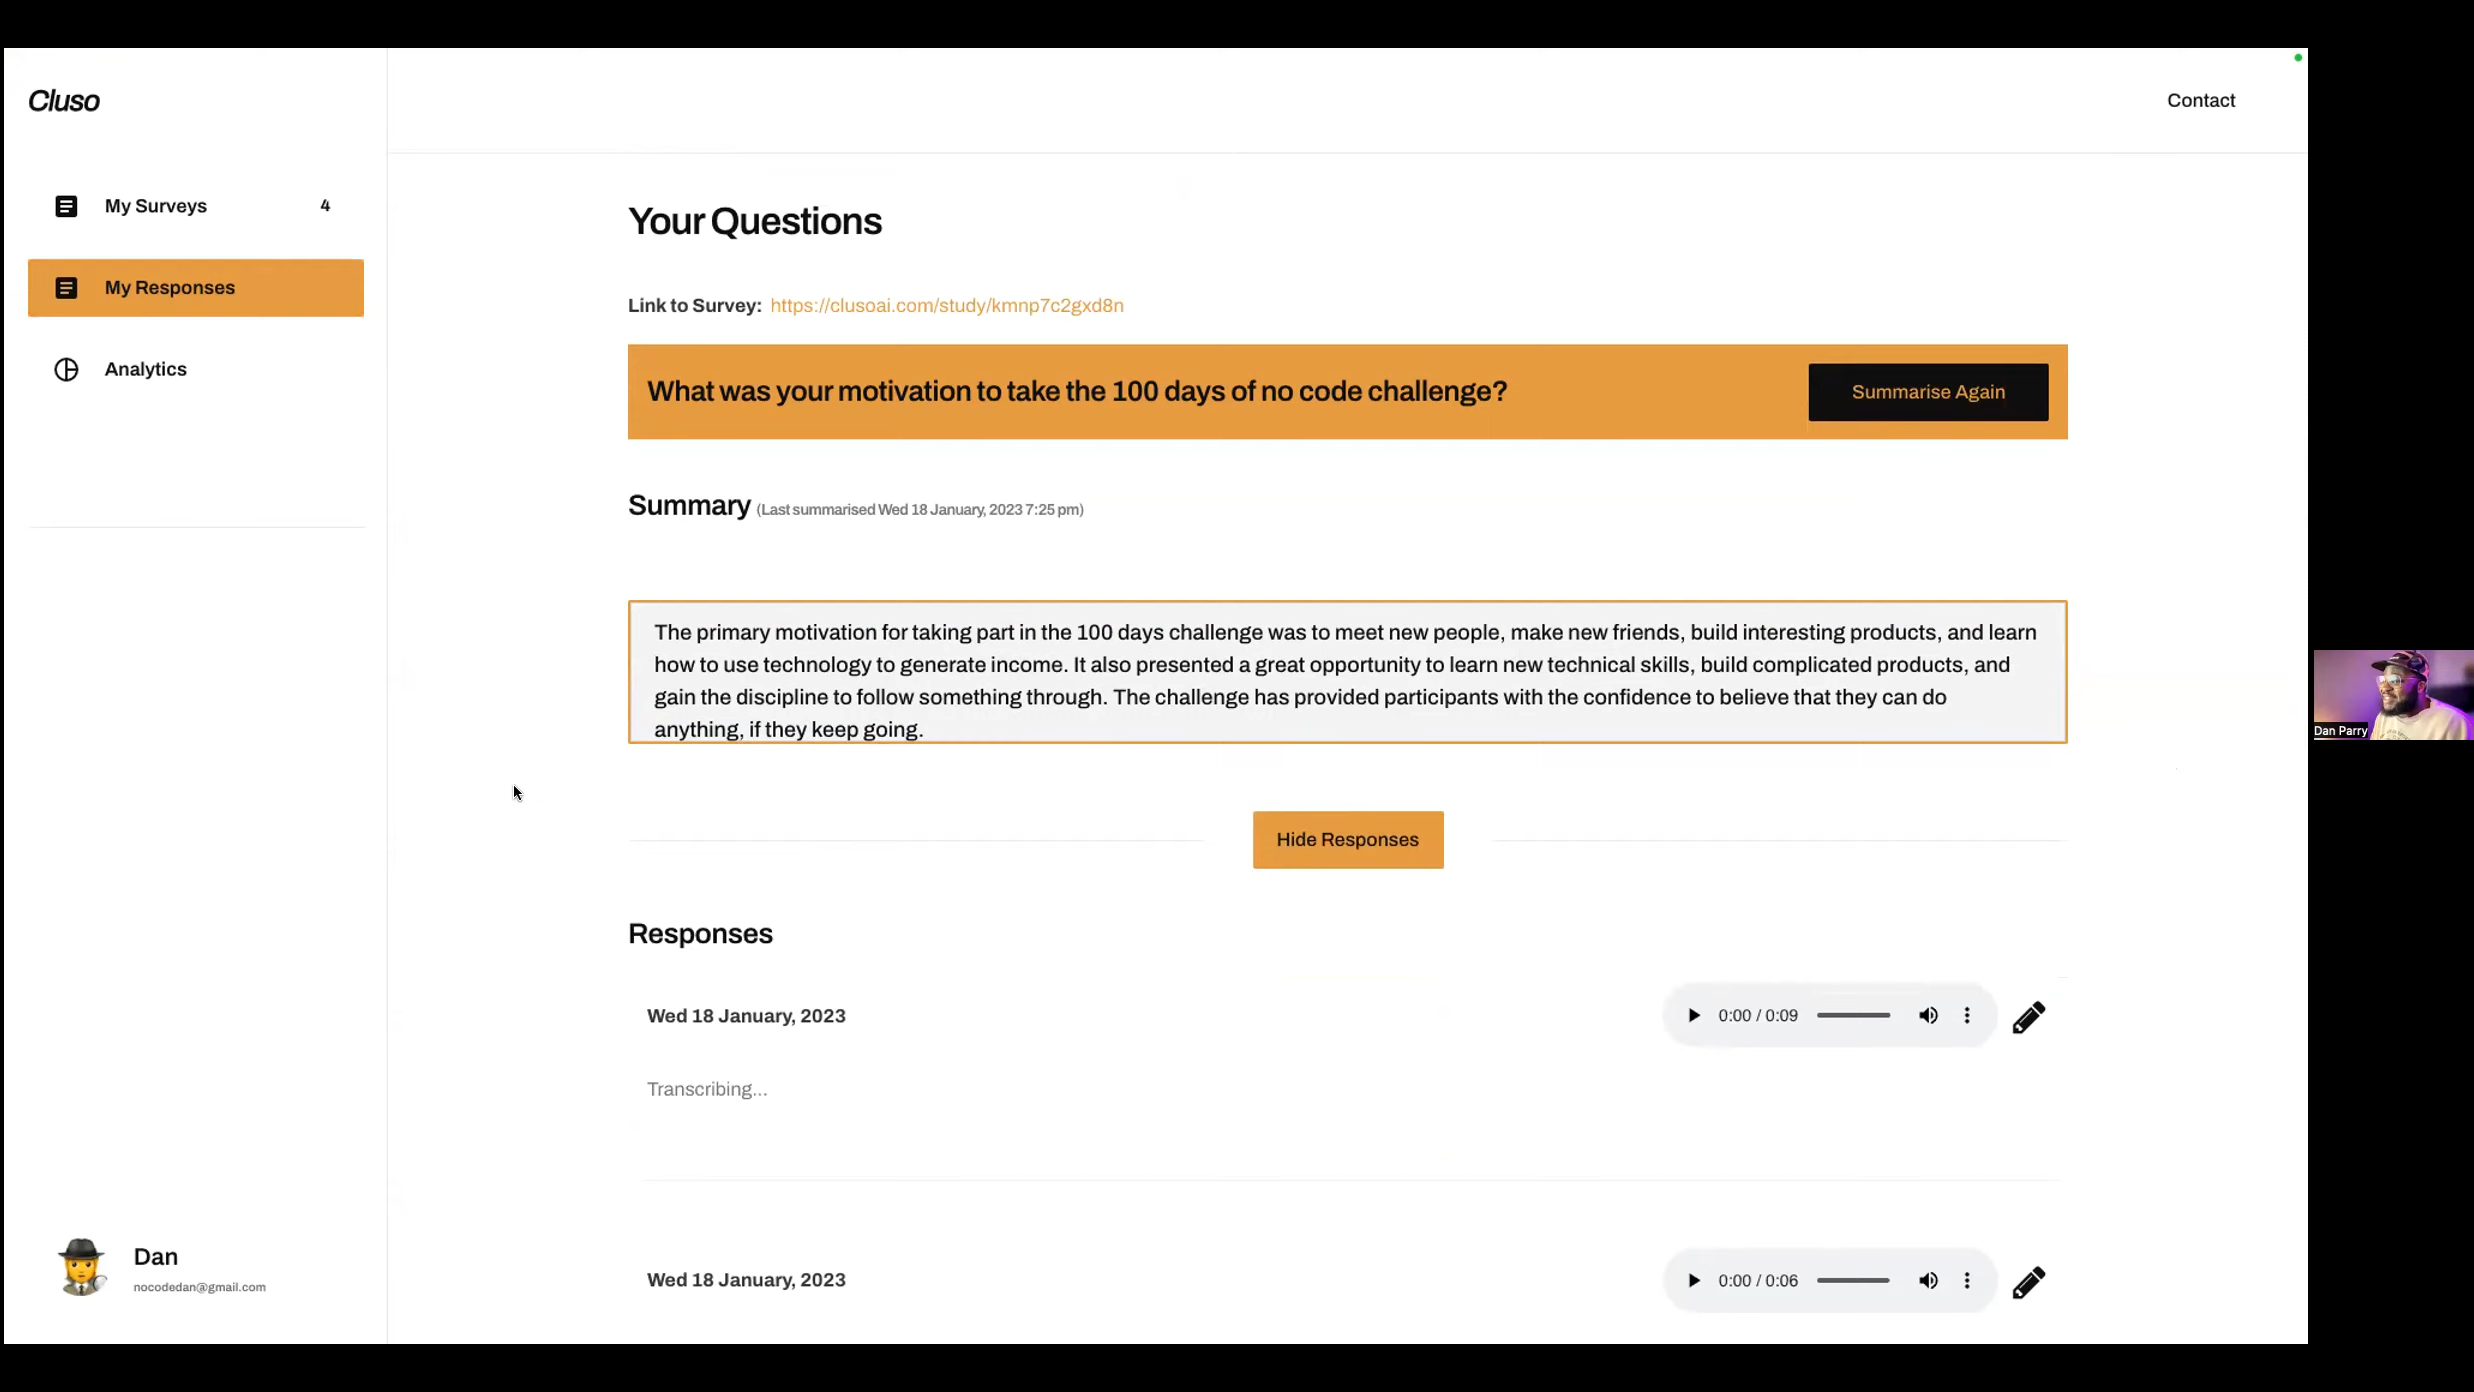 Cluso
Contact
My Surveys 4
My Responses
Analytics
Your Questions
Link to Survey: https://clusoai.com/study/kmnp7c2gxd8n
What was your motivation to take the 100 days of no code challenge?
Summarise Again
Summary (Last summarised Wed 18 January, 2023 7:25 pm)
The primary motivation for taking part in the 100 days challenge was to meet new people, make new friends, build interesting products, and learn
how to use technology to generate income. It also presented a great opportunity to learn new technical skills, build complicated products, and
gain the discipline to follow something through. The challenge has provided participants with the confidence to believe that they can do
anything, if they keep going.
Hide Responses
Responses
Wed 18 January, 2023
0:00 / 0:09
Transcribing...
Wed 18 January, 2023
0:00 / 0:06
Dan
nocodedan@gmail.com
Dan Parry